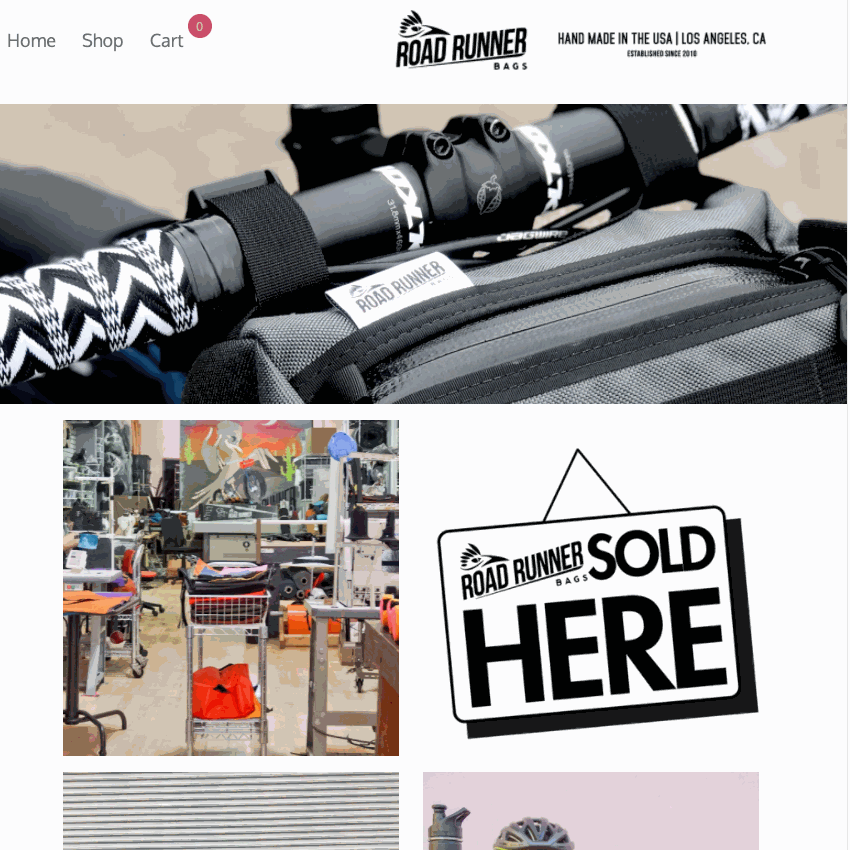 Home Shop Cart 0
ROAD RUNNER
BAGS
HAND MADE IN THE USA | LOS ANGELES, CA
ESTABLISHED SINCE 2010
JAGWIRE
ROAD RUNNER
BAGS
ROAD RUNNER
BAGS
SOLD
HERE